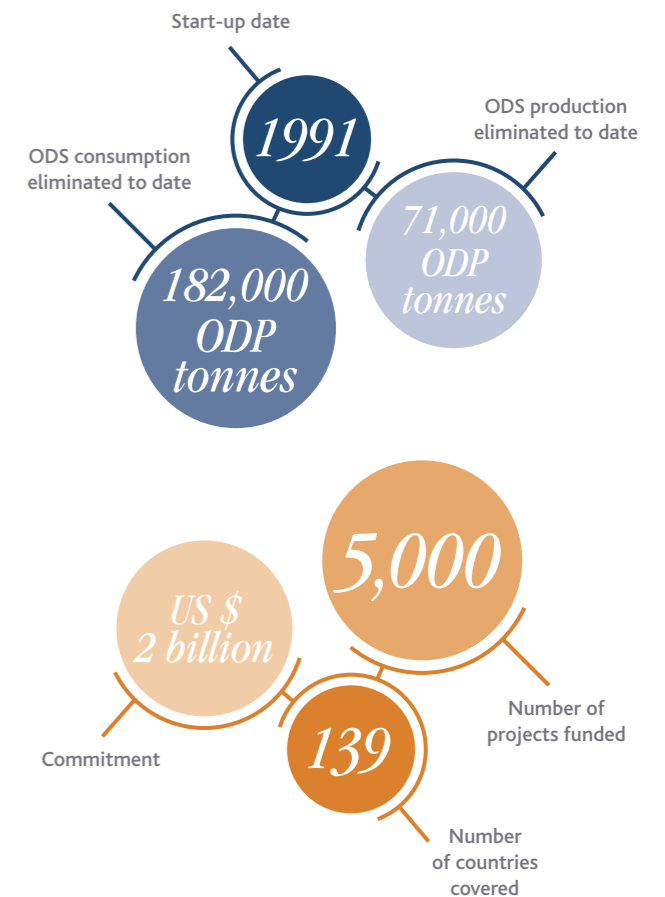 Start-up date
1991
ODS production
eliminated to date
ODS consumption
eliminated to date
71,000
ODP
tonnes
182,000
ODP
tonnes
5,000
US $
2 billion
Number of
projects funded
139
Commitment
Number
of countries
covered